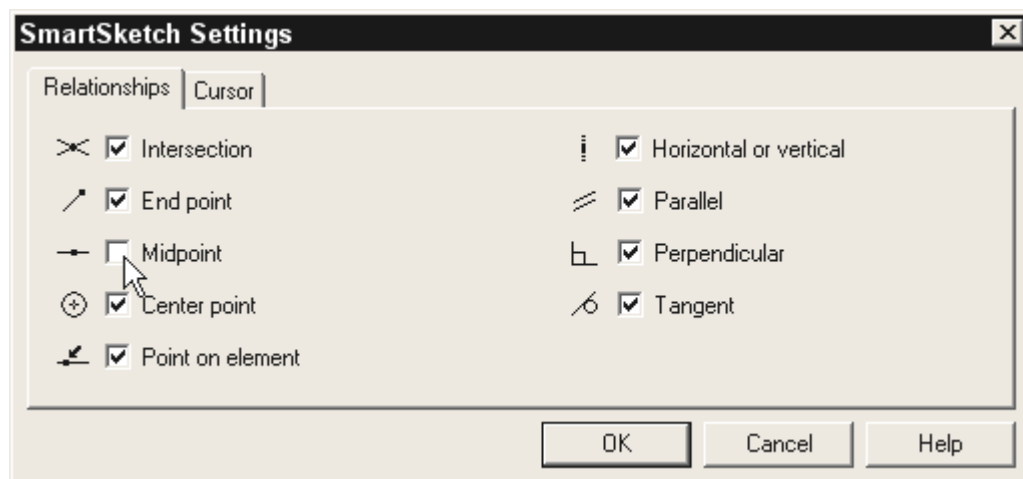 SmartSketch Settings
Relationships
Cursor
Intersection
End point
Midpoint
Center point
Point on element
Horizontal or vertical
Parallel
Perpendicular
Tangent
OK
Cancel
Help